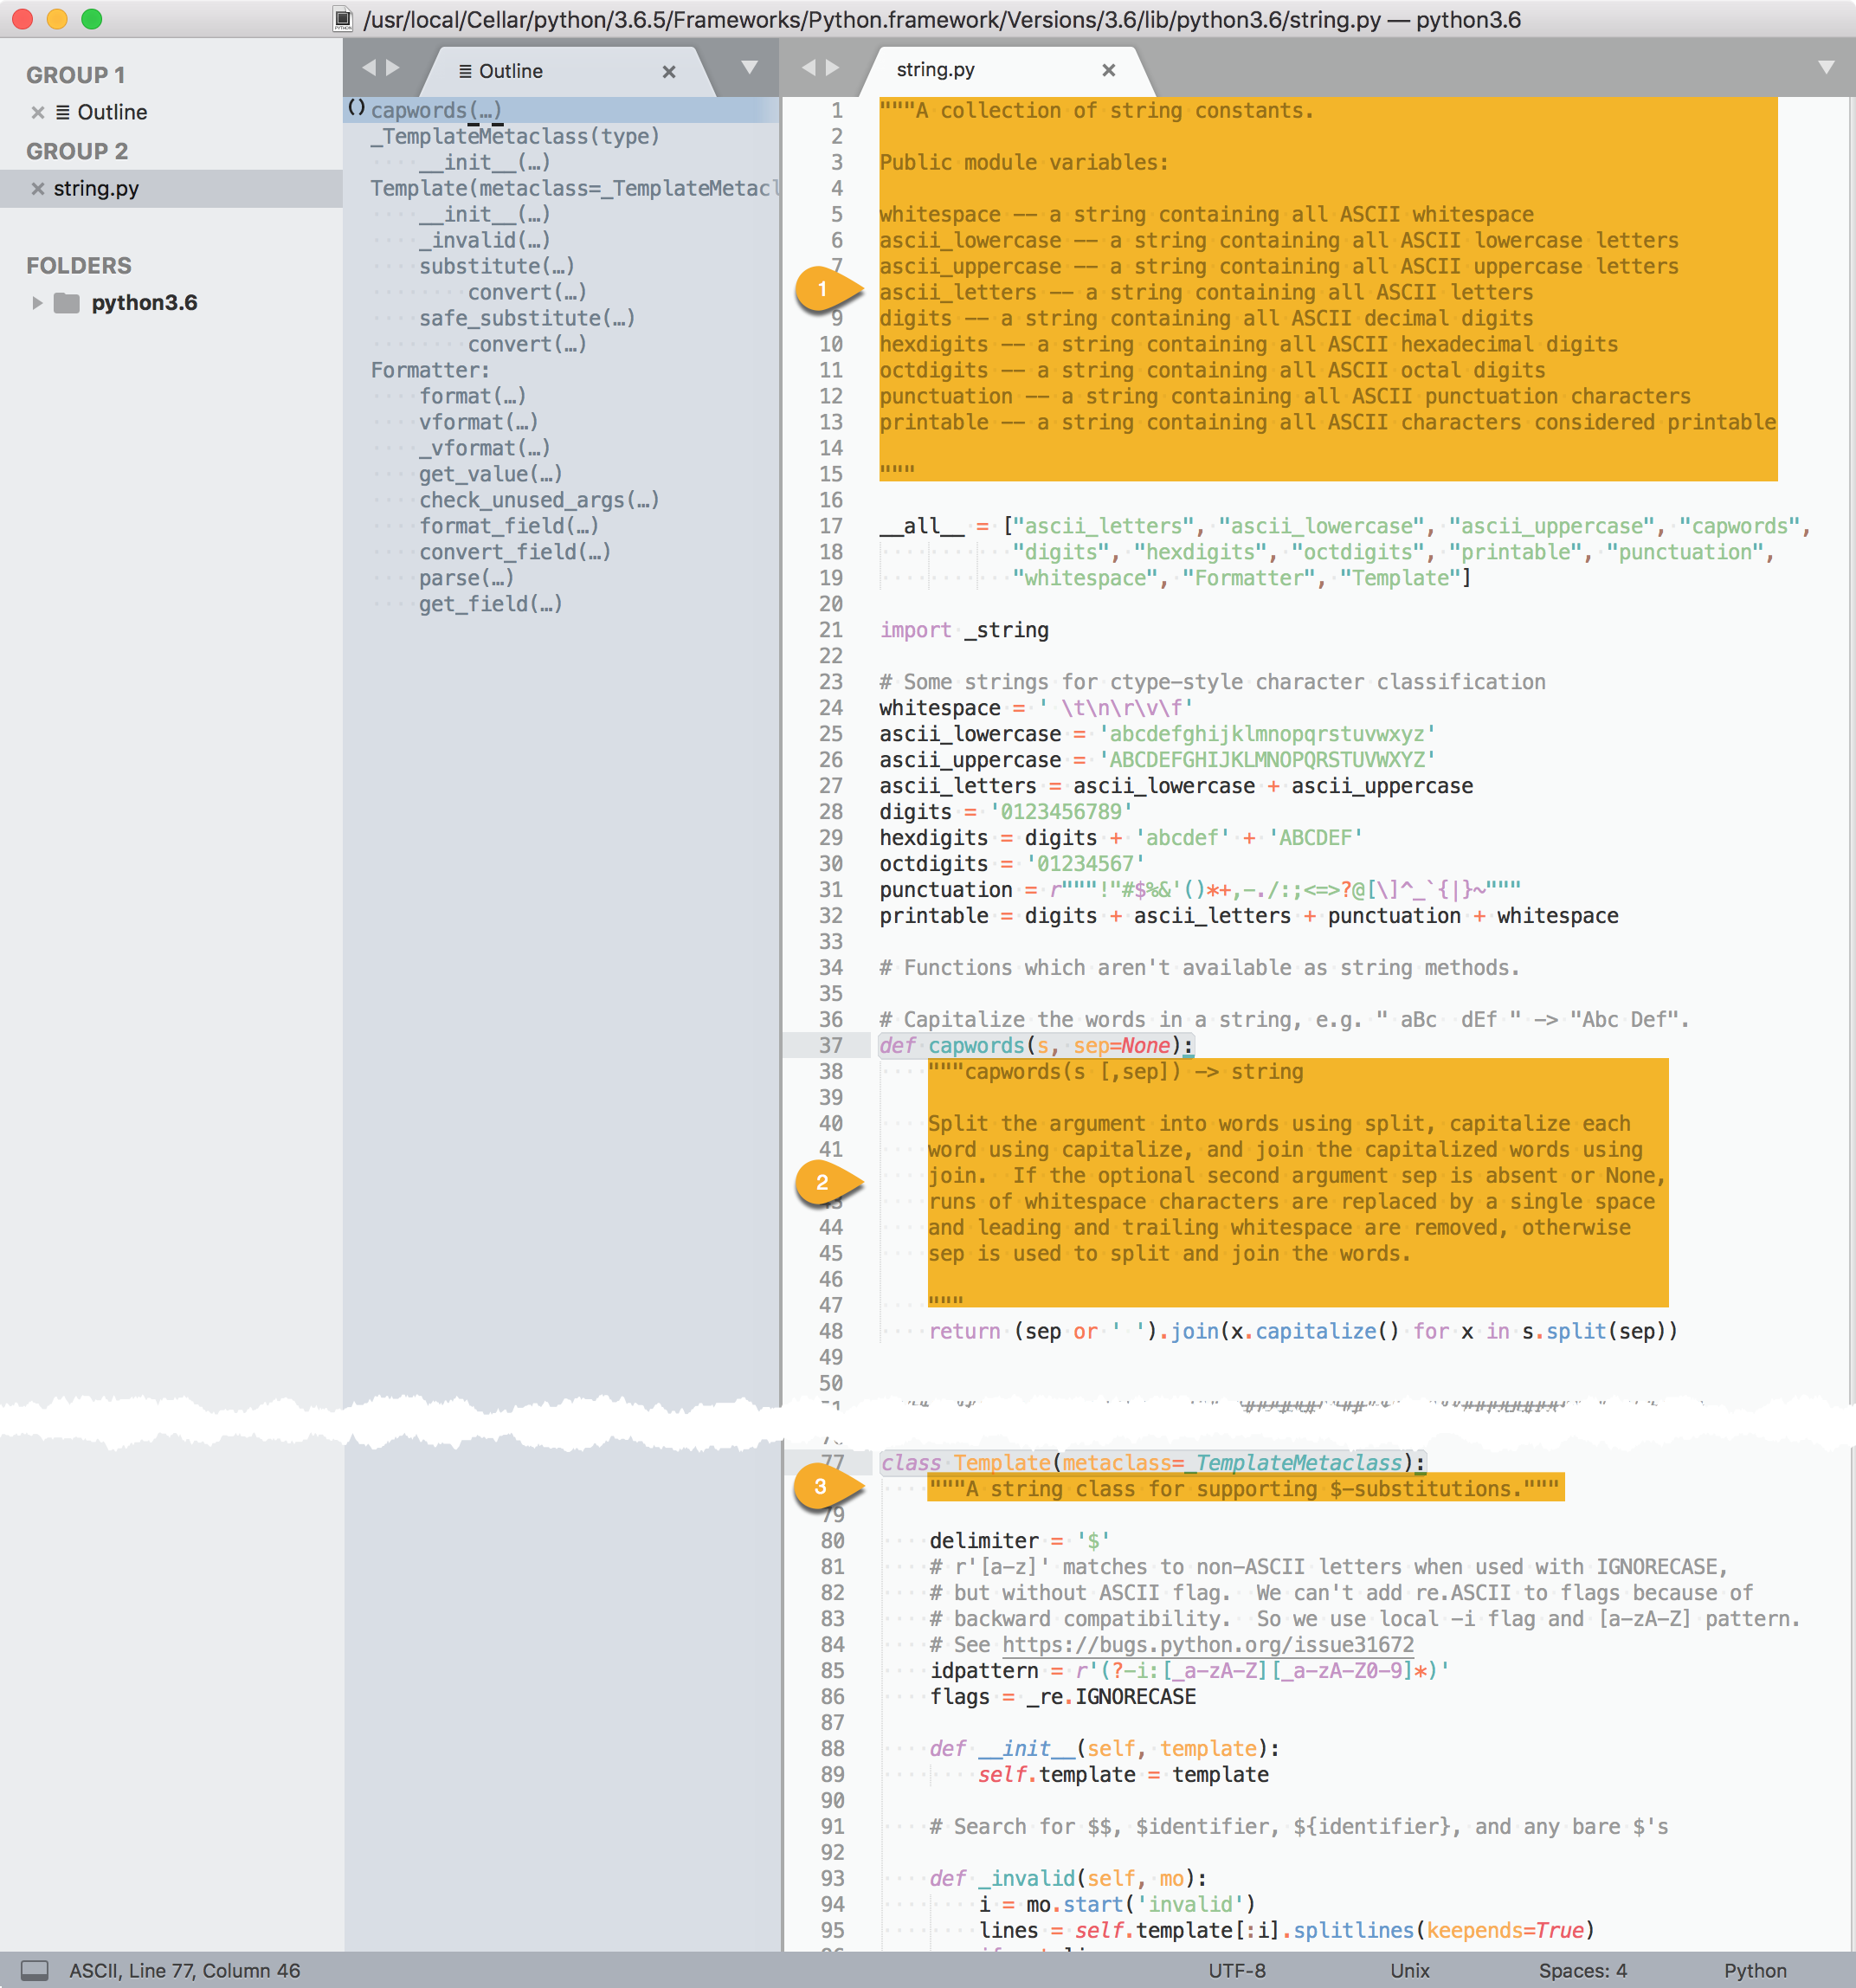 /usr/local/Cellar/python/3.6.5/Frameworks/Python.framework/Versions/3.6/lib/python3.6/string.py — python3.6
GROUP 1
× ≣ Outline
GROUP 2
× string.py
FOLDERS
python3.6
≣ Outline ×
() capwords(…)
_TemplateMetaclass(type)
__init__(…)
Template(metaclass=_TemplateMetacl
__init__(…)
_invalid(…)
substitute(…)
convert(…)
safe_substitute(…)
convert(…)
Formatter:
format(…)
vformat(…)
_vformat(…)
get_value(…)
check_unused_args(…)
format_field(…)
convert_field(…)
parse(…)
get_field(…)
string.py ×
1 """A collection of string constants.
2
3 Public module variables:
4
5 whitespace -- a string containing all ASCII whitespace
6 ascii_lowercase -- a string containing all ASCII lowercase letters
7 ascii_uppercase -- a string containing all ASCII uppercase letters
1 ascii_letters -- a string containing all ASCII letters
9 digits -- a string containing all ASCII decimal digits
10 hexdigits -- a string containing all ASCII hexadecimal digits
11 octdigits -- a string containing all ASCII octal digits
12 punctuation -- a string containing all ASCII punctuation characters
13 printable -- a string containing all ASCII characters considered printable
14
15 """
16
17 __all__ = ["ascii_letters", "ascii_lowercase", "ascii_uppercase", "capwords",
18 "digits", "hexdigits", "octdigits", "printable", "punctuation",
19 "whitespace", "Formatter", "Template"]
20
21 import _string
22
23 # Some strings for ctype-style character classification
24 whitespace = ' \t\n\r\v\f'
25 ascii_lowercase = 'abcdefghijklmnopqrstuvwxyz'
26 ascii_uppercase = 'ABCDEFGHIJKLMNOPQRSTUVWXYZ'
27 ascii_letters = ascii_lowercase + ascii_uppercase
28 digits = '0123456789'
29 hexdigits = digits + 'abcdef' + 'ABCDEF'
30 octdigits = '01234567'
31 punctuation = r"""!"#$%&'()*+,-./:;<=>?@[\]^_`{|}~"""
32 printable = digits + ascii_letters + punctuation + whitespace
33
34 # Functions which aren't available as string methods.
35
36 # Capitalize the words in a string, e.g. " aBc  dEf " -> "Abc Def".
37 def capwords(s, sep=None):
38 """capwords(s [,sep]) -> string
39
40 Split the argument into words using split, capitalize each
41 word using capitalize, and join the capitalized words using
2 join.  If the optional second argument sep is absent or None,
43 runs of whitespace characters are replaced by a single space
44 and leading and trailing whitespace are removed, otherwise
45 sep is used to split and join the words.
46
47 """
48 return (sep or ' ').join(x.capitalize() for x in s.split(sep))
49
50
77 class Template(metaclass=_TemplateMetaclass):
3 """A string class for supporting $-substitutions."""
79
80 delimiter = '$'
81 # r'[a-z]' matches to non-ASCII letters when used with IGNORECASE,
82 # but without ASCII flag.  We can't add re.ASCII to flags because of
83 # backward compatibility.  So we use local -i flag and [a-zA-Z] pattern.
84 # See https://bugs.python.org/issue31672
85 idpattern = r'(?-i:[_a-zA-Z][_a-zA-Z0-9]*)'
86 flags = _re.IGNORECASE
87
88 def __init__(self, template):
89 self.template = template
90
91 # Search for $$, $identifier, ${identifier}, and any bare $'s
92
93 def _invalid(self, mo):
94 i = mo.start('invalid')
95 lines = self.template[:i].splitlines(keepends=True)
ASCII, Line 77, Column 46 UTF-8 Unix Spaces: 4 Python